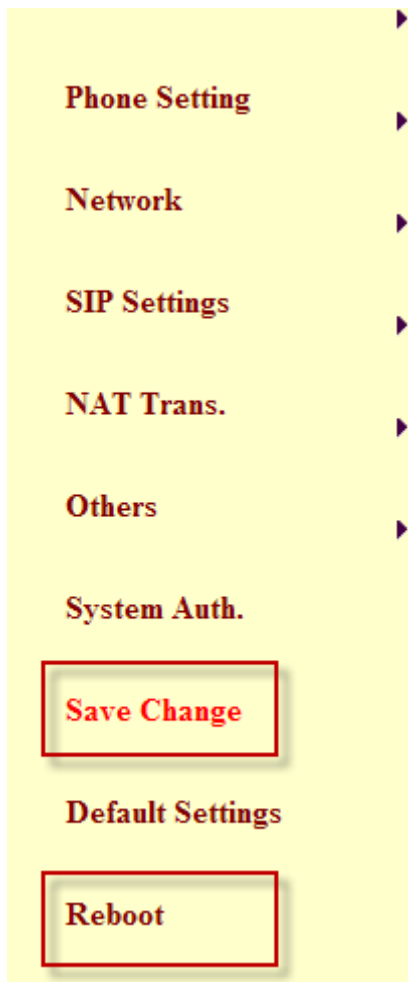 Phone Setting
Network
SIP Settings
NAT Trans.
Others
System Auth.
Save Change
Default Settings
Reboot